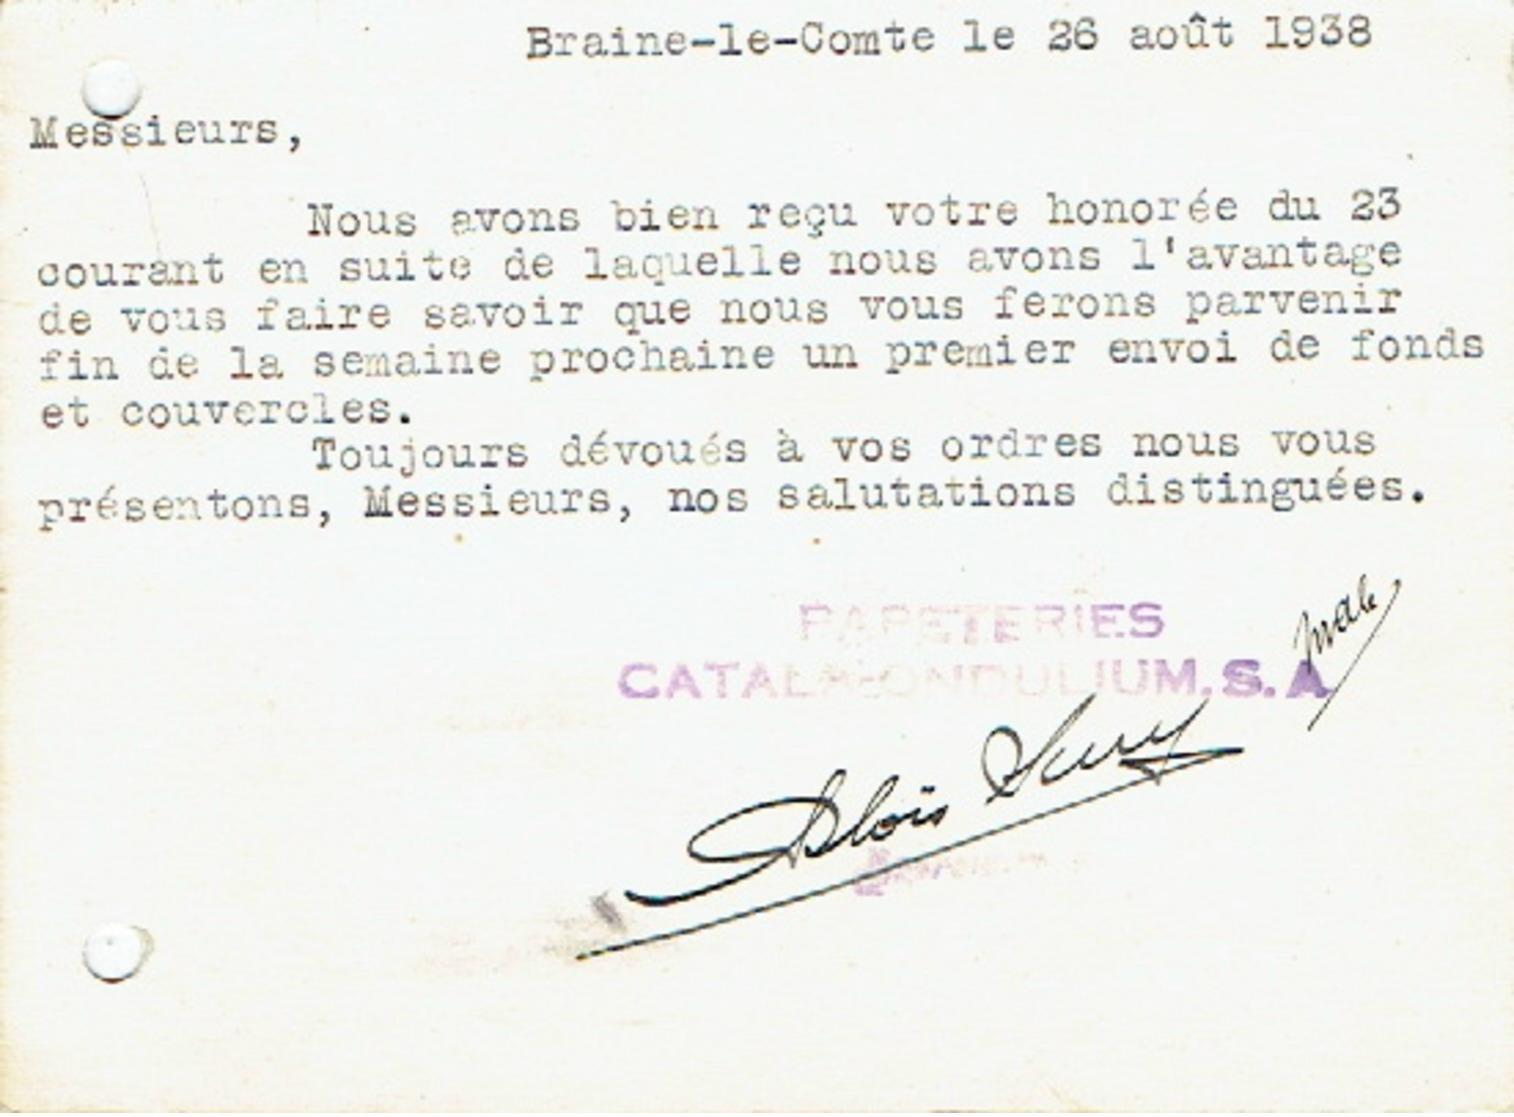 Braine-le-Comte le 26 août 1938
Messieurs,
Nous avons bien reçu votre honorée du 23
courant en suite de laquelle nous avons l'avantage
de vous faire savoir que nous vous ferons parvenir
fin de la semaine prochaine un premier envoi de fonds
et couvercles.
Toujours dévoués à vos ordres nous vous
présentons, Messieurs, nos salutations distinguées.
PAPETERIES
CATALA-ONDULIUM. S. A
Aloïs